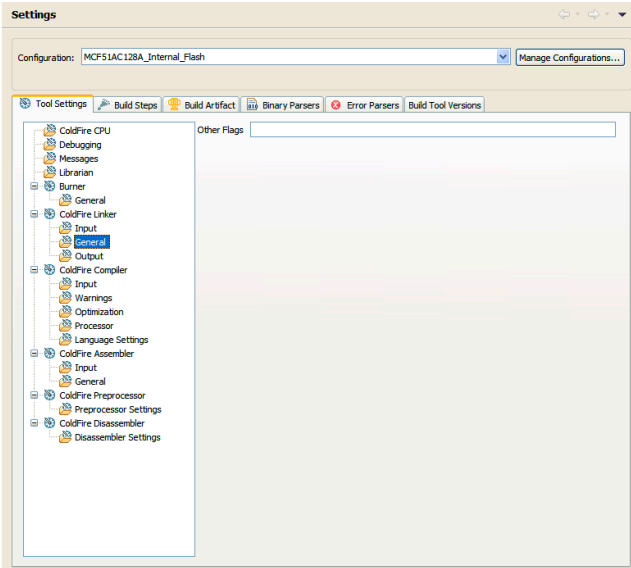 Settings
Configuration: MCF51AC128A_Internal_Flash Manage Configurations...
Tool Settings Build Steps Build Artifact Binary Parsers Error Parsers Build Tool Versions
ColdFire CPU
Other Flags
Debugging
Messages
Librarian
Burner
General
ColdFire Linker
Input
General
Output
ColdFire Compiler
Input
Warnings
Optimization
Processor
Language Settings
ColdFire Assembler
Input
General
ColdFire Preprocessor
Preprocessor Settings
ColdFire Disassembler
Disassembler Settings